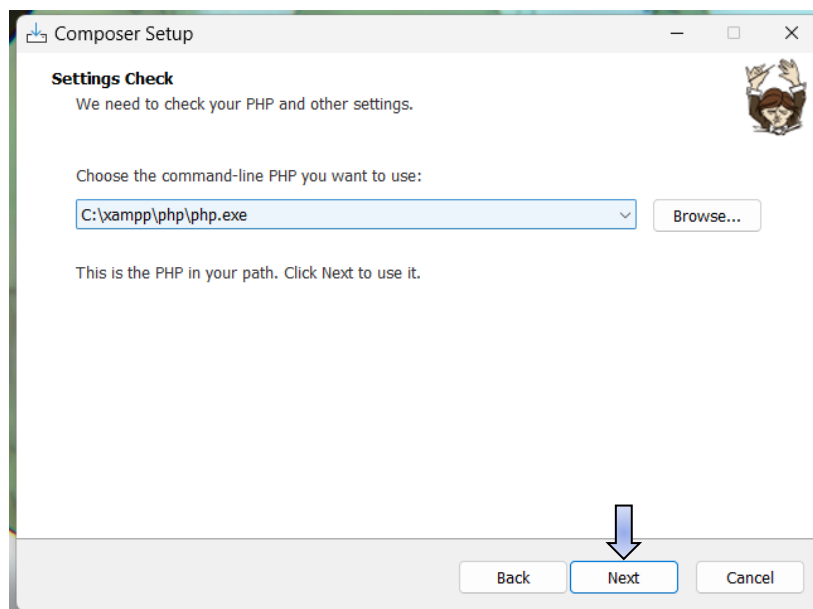 Composer Setup
Settings Check
We need to check your PHP and other settings.
Choose the command-line PHP you want to use:
C:\xampp\php\php.exe
Browse...
This is the PHP in your path. Click Next to use it.
Back
Next
Cancel